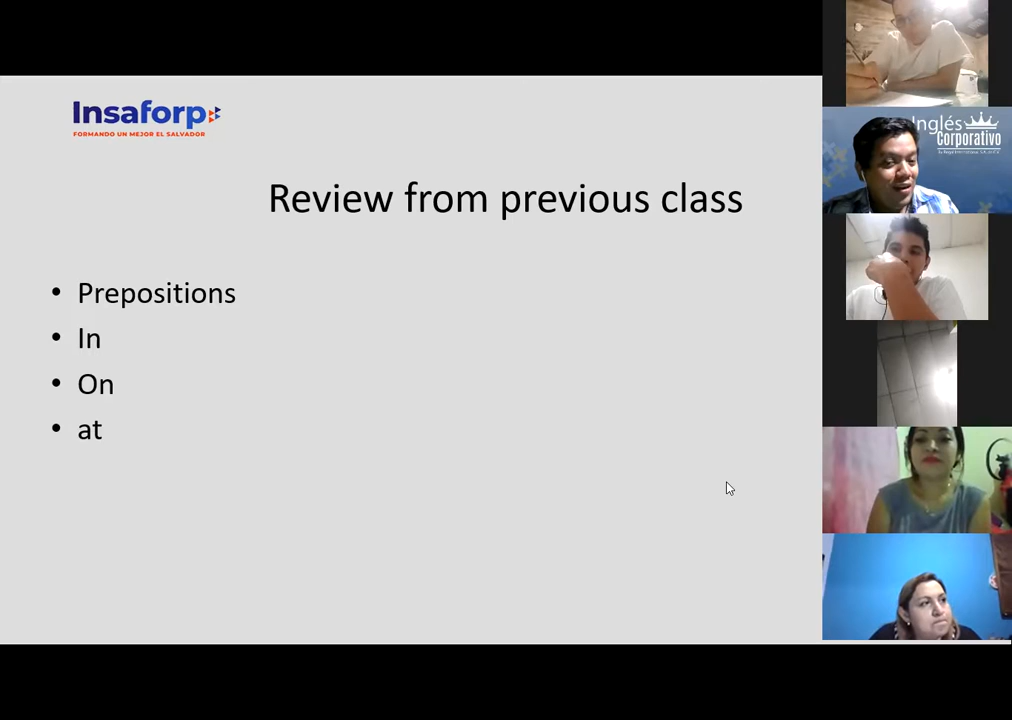 Insaforp
FORMANDO UN MEJOR EL SALVADOR
Review from previous class
• Prepositions
• In
• On
• at
Inglés
Corporativo